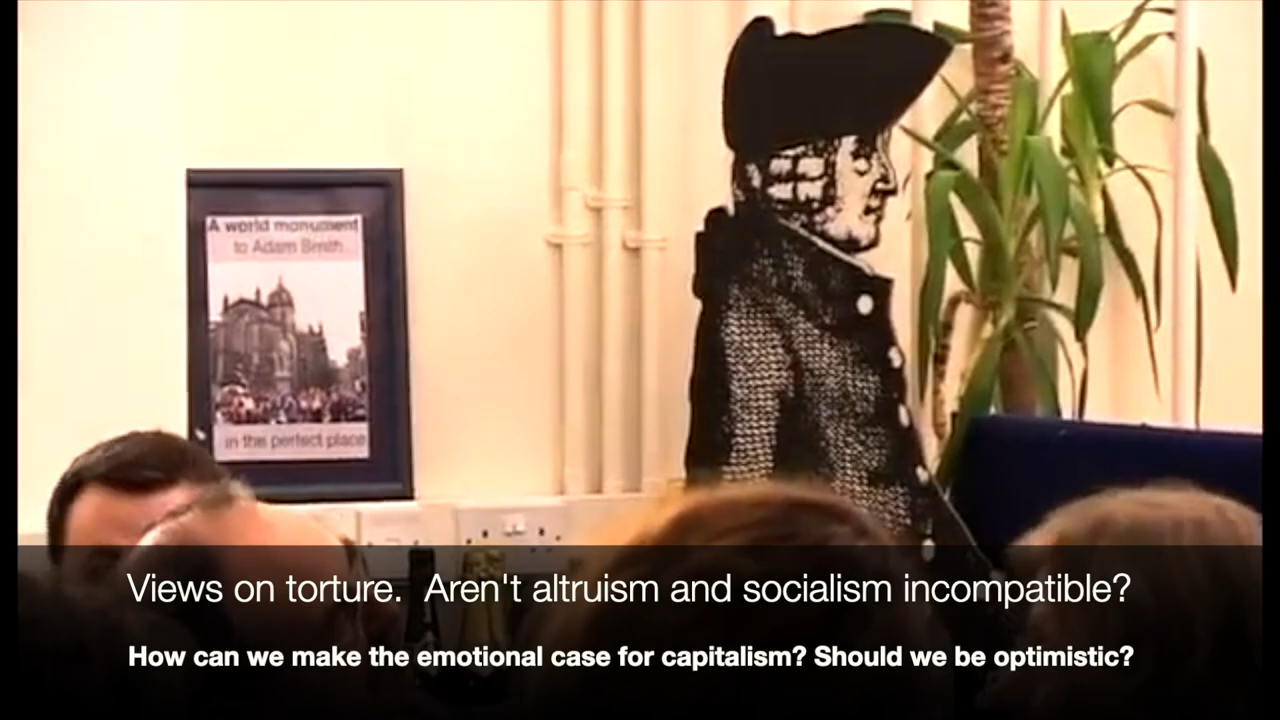 A world monument
to Adam Smith
in the perfect place
Views on torture.  Aren't altruism and socialism incompatible?
How can we make the emotional case for capitalism? Should we be optimistic?